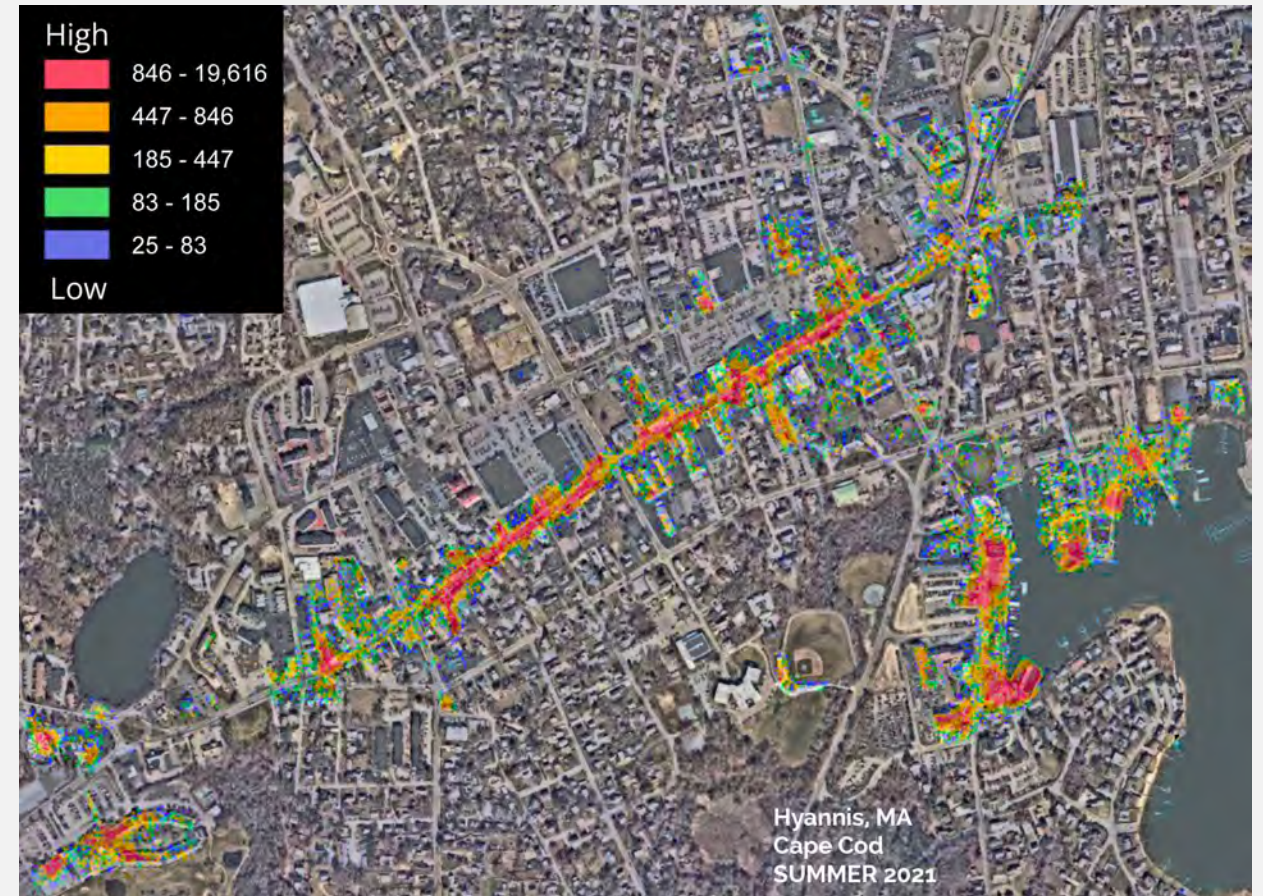 High
846 - 19,616
447 - 846
185 - 447
83 - 185
25 - 83
Low
Hyannis, MA
Cape Cod
SUMMER 2021